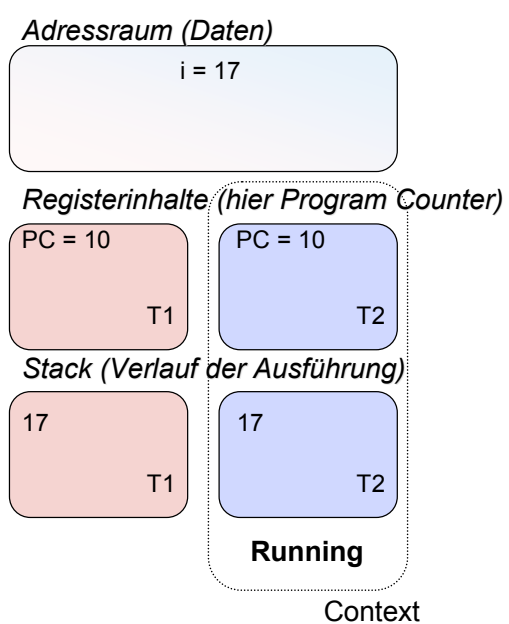 Adressraum (Daten)
i = 17
Registerinhalte (hier Program Counter)
PC = 10 PC = 10
T1 T2
Stack (Verlauf der Ausführung)
17 17
T1 T2
Running
Context